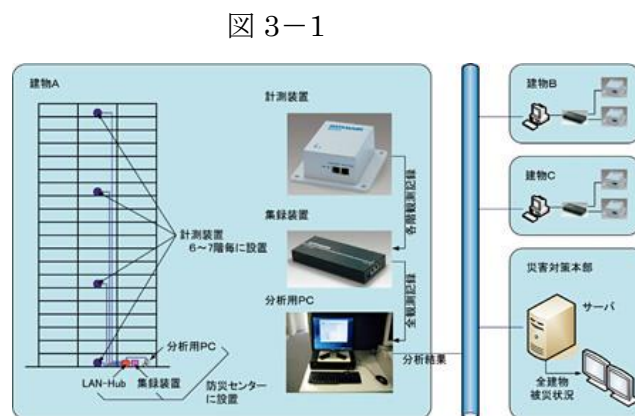 図 3－1
建物A
計測装置
各階観測記録
集録装置
計測装置
6～7階毎に設置
全観測記録
分析用PC
分析用PC
分析結果
LAN-Hub
集録装置
防災センター
に設置
建物B
建物C
災害対策本部
サーバ
全建物
被災状況